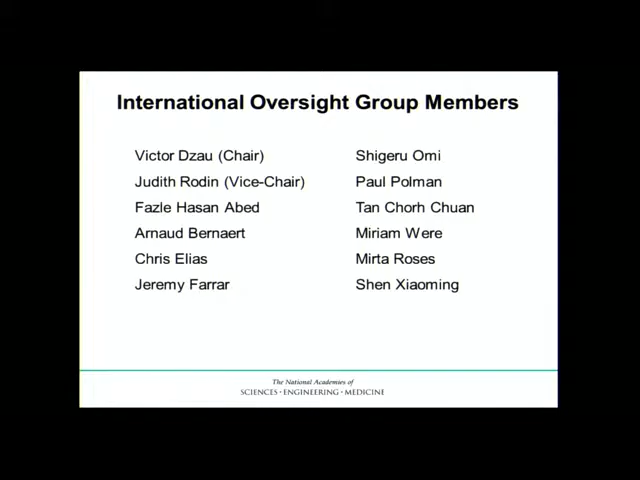 International Oversight Group Members
Victor Dzau (Chair)
Judith Rodin (Vice-Chair)
Fazle Hasan Abed
Arnaud Bernaert
Chris Elias
Jeremy Farrar
Shigeru Omi
Paul Polman
Tan Chorh Chuan
Miriam Were
Mirta Roses
Shen Xiaoming
The National Academies of
SCIENCES · ENGINEERING · MEDICINE